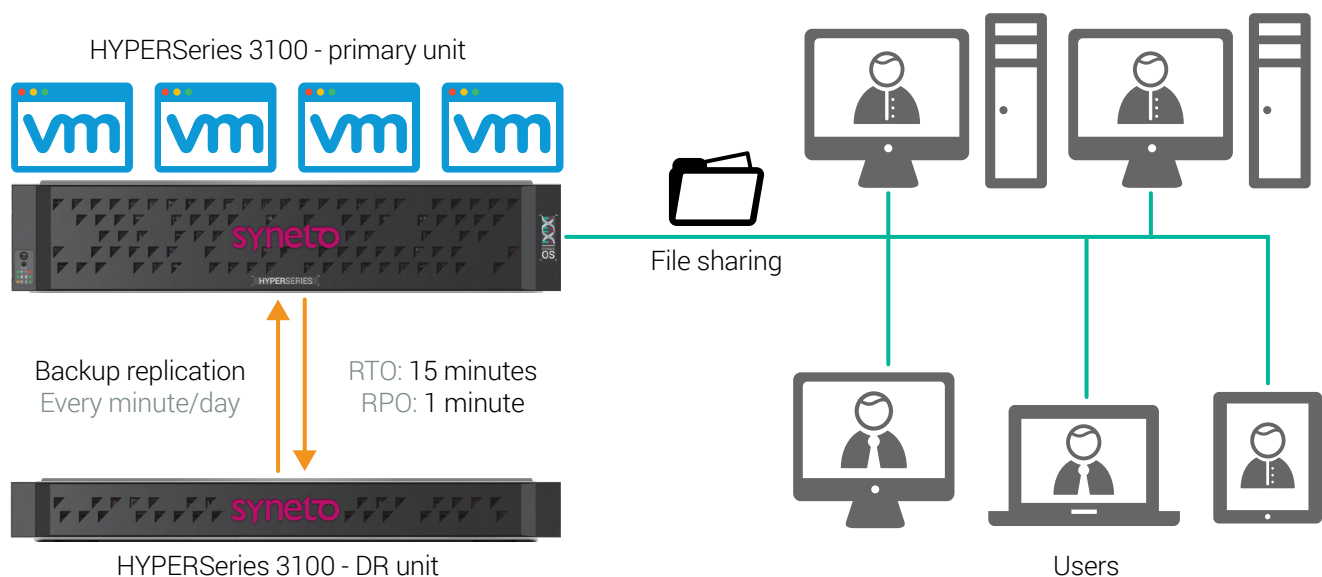 HYPERSeries 3100 - primary unit
vm vm vm vm
syneto
OS
HYPERSERIES
File sharing
Backup replication
Every minute/day
RTO: 15 minutes
RPO: 1 minute
syneto
HYPERSeries 3100 - DR unit
Users